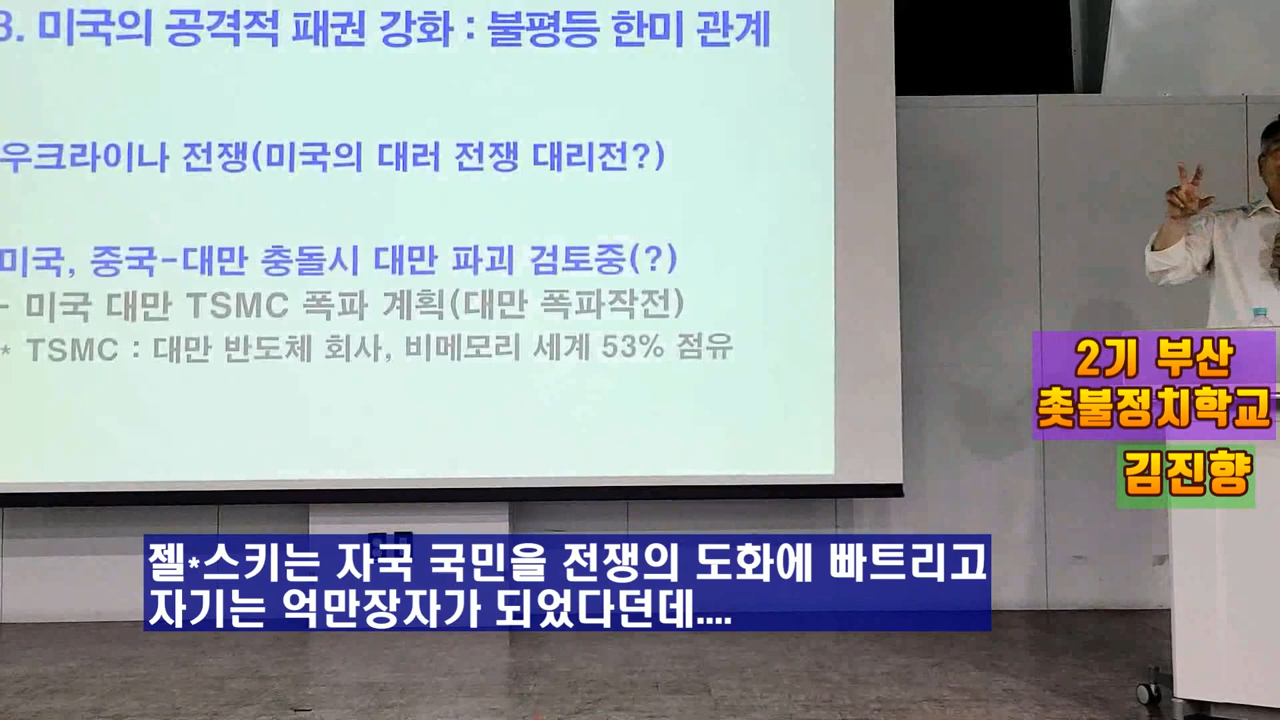 3. 미국의 공격적 패권 강화 : 불평등 한미 관계
우크라이나 전쟁(미국의 대러 전쟁 대리전?)
미국, 중국-대만 충돌시 대만 파괴 검토중(?)
- 미국 대만 TSMC 폭파 계획(대만 폭파작전)
* TSMC : 대만 반도체 회사, 비메모리 세계 53% 점유
2기 부산
촛불정치학교
김진향
젤*스키는 자국 국민을 전쟁의 도화에 빠트리고
자기는 억만장자가 되었다던데....